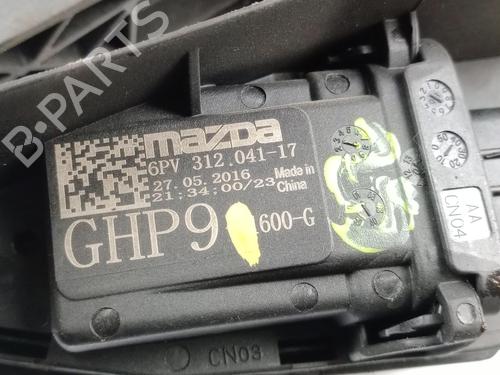 B-PARTS
mazda
6PV 312.041-17
27.05.2016
21:34:00/23
Made in
China
GHP9 1600-G
AA
CN04
CN03